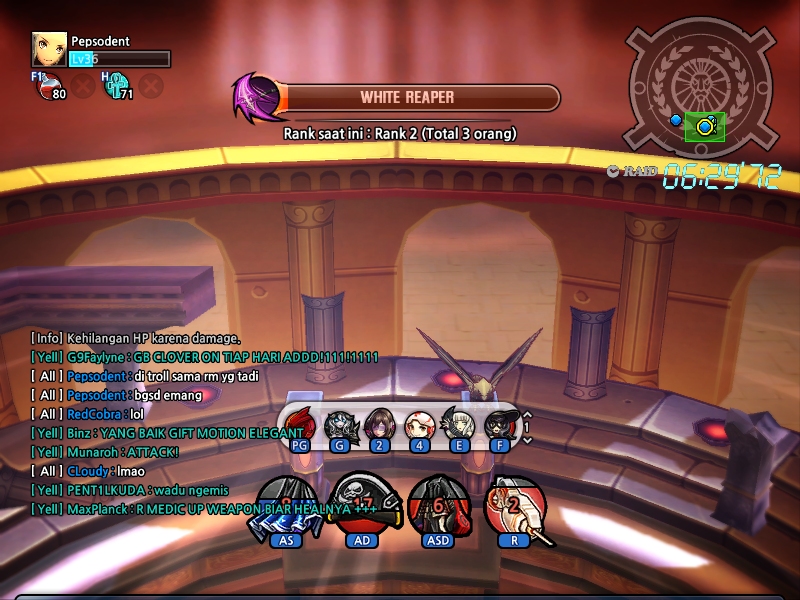 Pepsodent
Lv36
F1
80
H
71
WHITE REAPER
Rank saat ini : Rank 2 (Total 3 orang)
RAID 06:29'72
[ Info ] Kehilangan HP karena damage.
[ Yell ] G9Faylyne : GB CLOVER ON TIAP HARI ADDD!111!1111
[ All ] Pepsodent : di troll sama rm yg tadi
[ All ] Pepsodent : bgsd emang
[ All ] RedCobra : lol
[ Yell ] Binz : YANG BAIK GIFT MOTION ELEGANT
[ Yell ] Munaroh : ATTACK!
[ All ] CLoudy : lmao
[ Yell ] PENT1LKUDA : wadu ngemis
[ Yell ] MaxPlanck : R MEDIC UP WEAPON BIAR HEALNYA +++
PG G 2 4 E F
1
17 6 2
AS AD ASD R